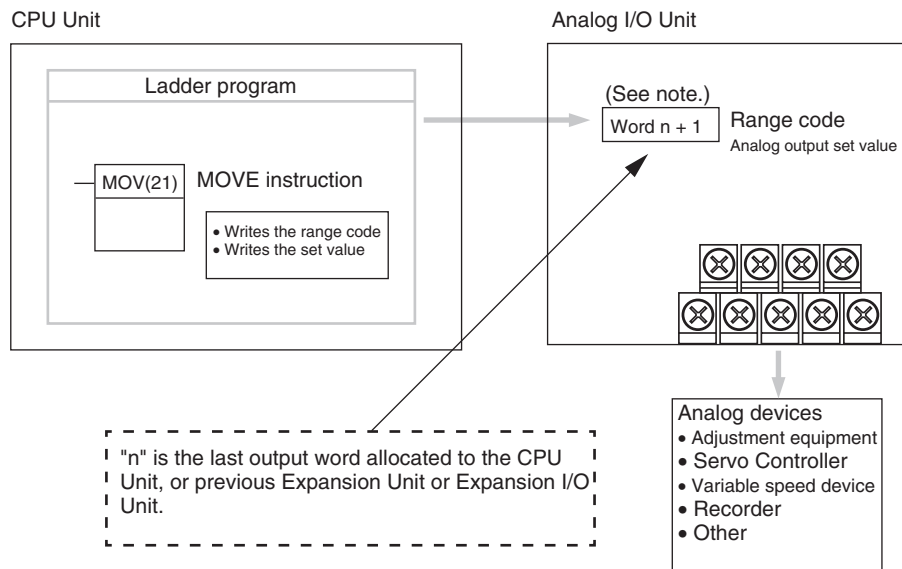 CPU Unit
Analog I/O Unit
Ladder program
(See note.)
Word n + 1
Range code
Analog output set value
MOV(21)
MOVE instruction
• Writes the range code
• Writes the set value
"n" is the last output word allocated to the CPU
Unit, or previous Expansion Unit or Expansion I/O
Unit.
Analog devices
• Adjustment equipment
• Servo Controller
• Variable speed device
• Recorder
• Other